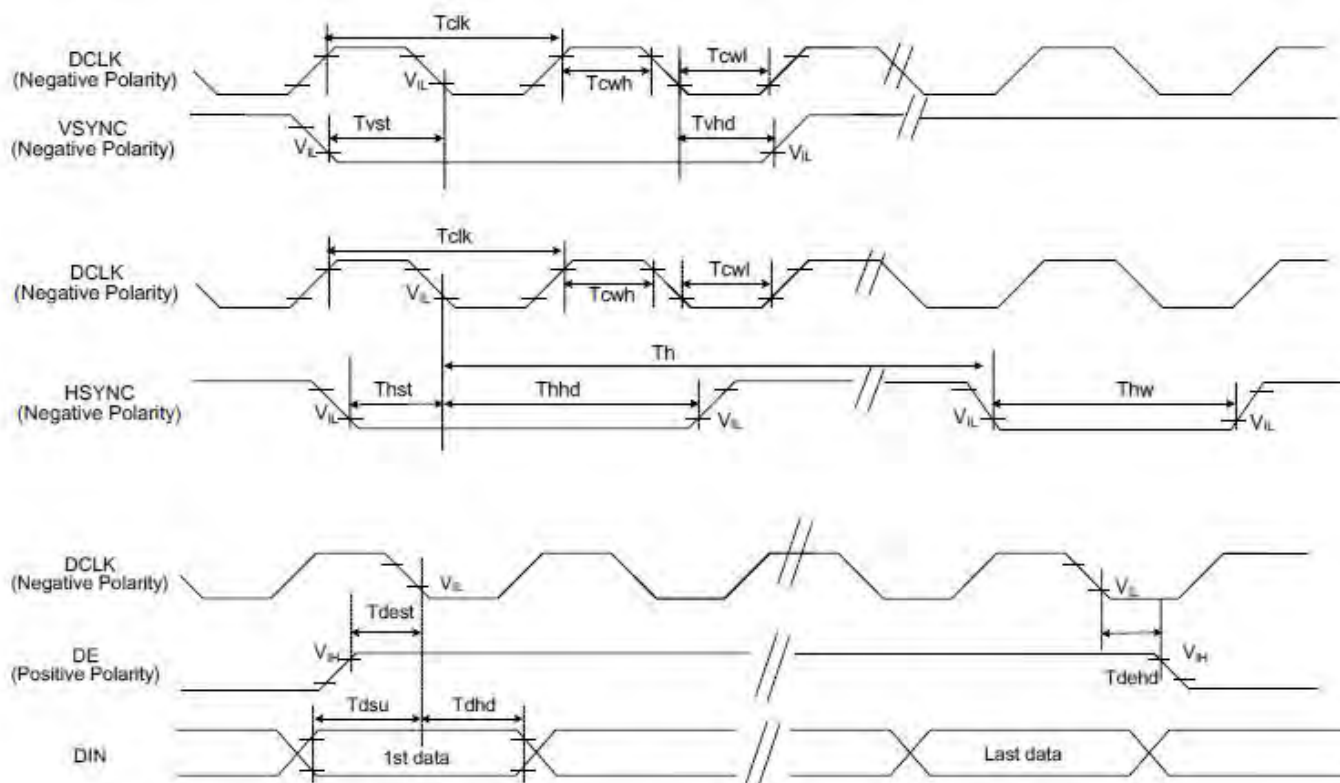 Tclk
DCLK
(Negative Polarity)
VIL
Tcwh
Tcwl
VSYNC
(Negative Polarity)
VIL
Tvst
Tvhd
VIL
Tclk
DCLK
(Negative Polarity)
VIL
Tcwh
Tcwl
Th
HSYNC
(Negative Polarity)
VIL
Thst
Thhd
VIL
VIL
Thw
VIL
DCLK
(Negative Polarity)
VIL
VIL
Tdest
DE
(Positive Polarity)
VIH
VIH
Tdehd
Tdsu
Tdhd
DIN
1st data
Last data